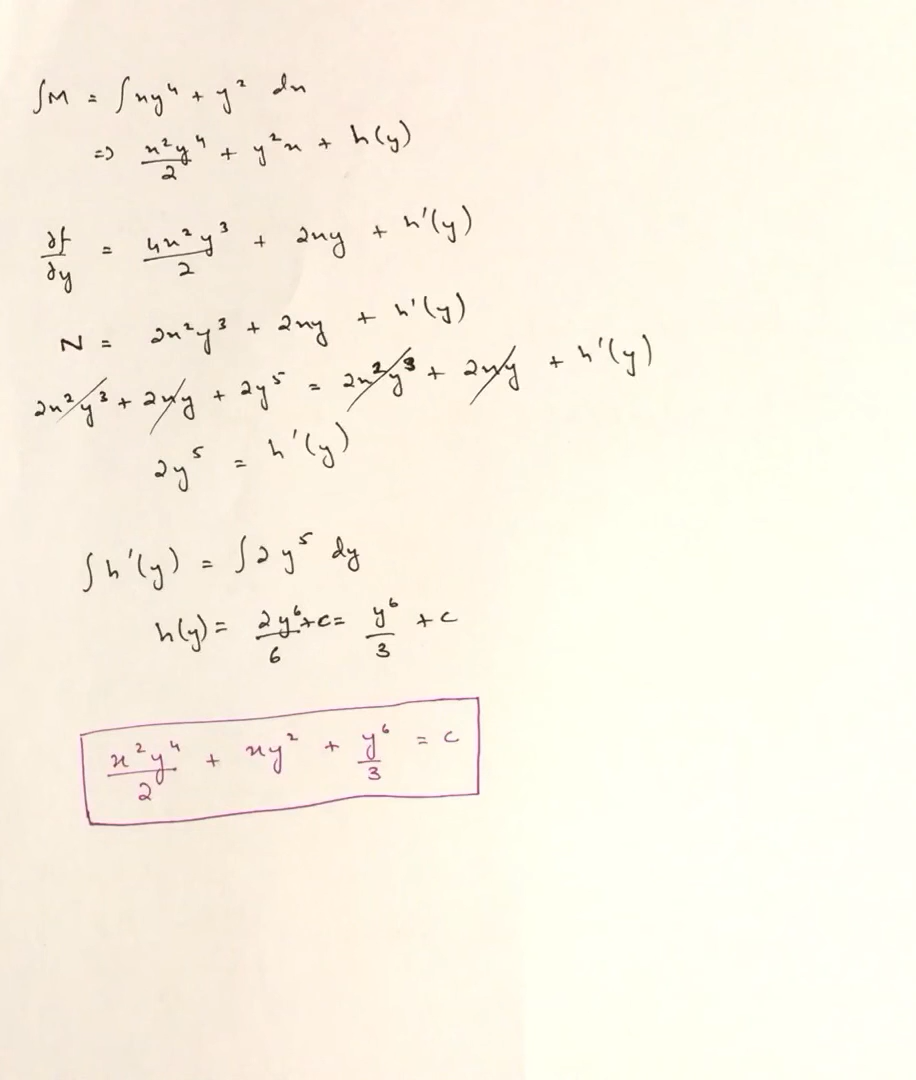 ∫M = ∫xy⁴ + y² dx
=> x²y⁴/2 + y²x + h(y)
∂f/∂y = 4x²y³/2 + 2xy + h'(y)
N = 2x²y³ + 2xy + h'(y)
2x²y³ + 2xy + 2y⁵ = 2x²y³ + 2xy + h'(y)
2y⁵ = h'(y)
∫h'(y) = ∫2y⁵ dy
h(y) = 2y⁶/6 + c = y⁶/3 + c
x²y⁴/2 + xy² + y⁶/3 = c